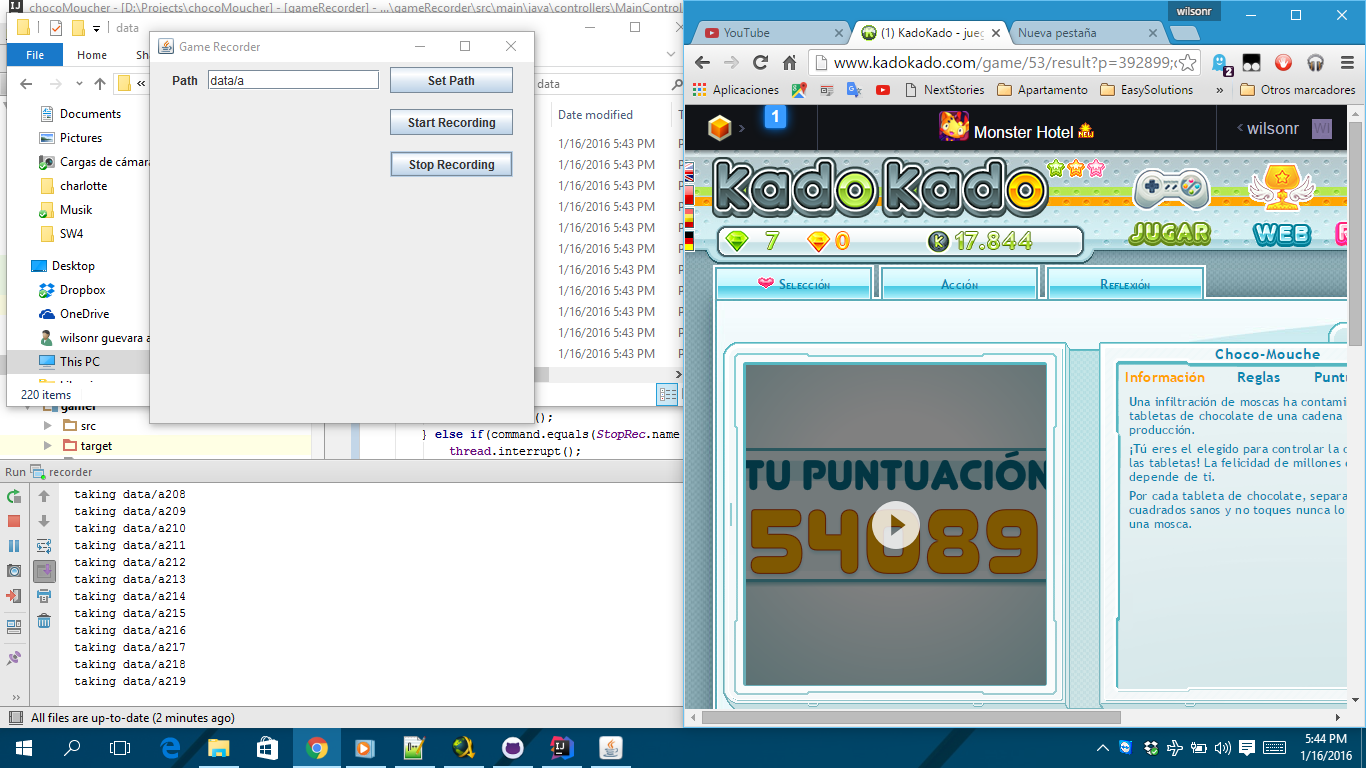 chocoMoucher - [D:\Projects\chocoMoucher] - [gameRecorder] - ...\gameRecorder\src\main\java\controllers\MainControl
data
File
Home
data
Documents
Pictures
Cargas de cámara
charlotte
Musik
SW4
Desktop
Dropbox
OneDrive
wilsonr guevara a
This PC
220 items
Date modified
1/16/2016 5:43 PM
1/16/2016 5:43 PM
1/16/2016 5:43 PM
1/16/2016 5:43 PM
1/16/2016 5:43 PM
1/16/2016 5:43 PM
1/16/2016 5:43 PM
1/16/2016 5:43 PM
1/16/2016 5:43 PM
1/16/2016 5:43 PM
1/16/2016 5:43 PM
Game Recorder
Path
data/a
Set Path
Start Recording
Stop Recording
src
target
();
} else if(command.equals(StopRec.name
thread.interrupt();
Run recorder
taking data/a208
taking data/a209
taking data/a210
taking data/a211
taking data/a212
taking data/a213
taking data/a214
taking data/a215
taking data/a216
taking data/a217
taking data/a218
taking data/a219
All files are up-to-date (2 minutes ago)
wilsonr
YouTube
(1) KadoKado - jueg
Nueva pestaña
www.kadokado.com/game/53/result?p=392899;
2
Aplicaciones
NextStories
Apartamento
EasySolutions
»
Otros marcadores
1
Monster Hotel NEW
wilsonr
WI
kadokado
7
0
K 17.844
JUGAR
WEB
Selección
Acción
Reflexión
TU PUNTUACIÓN
54089
Choco-Mouche
Información
Reglas
Puntu
Una infiltración de moscas ha contami
tabletas de chocolate de una cadena
producción.
¡Tú eres el elegido para controlar la c
las tabletas! La felicidad de millones
depende de ti.
Por cada tableta de chocolate, separa
cuadrados sanos y no toques nunca lo
una mosca.
5:44 PM
1/16/2016